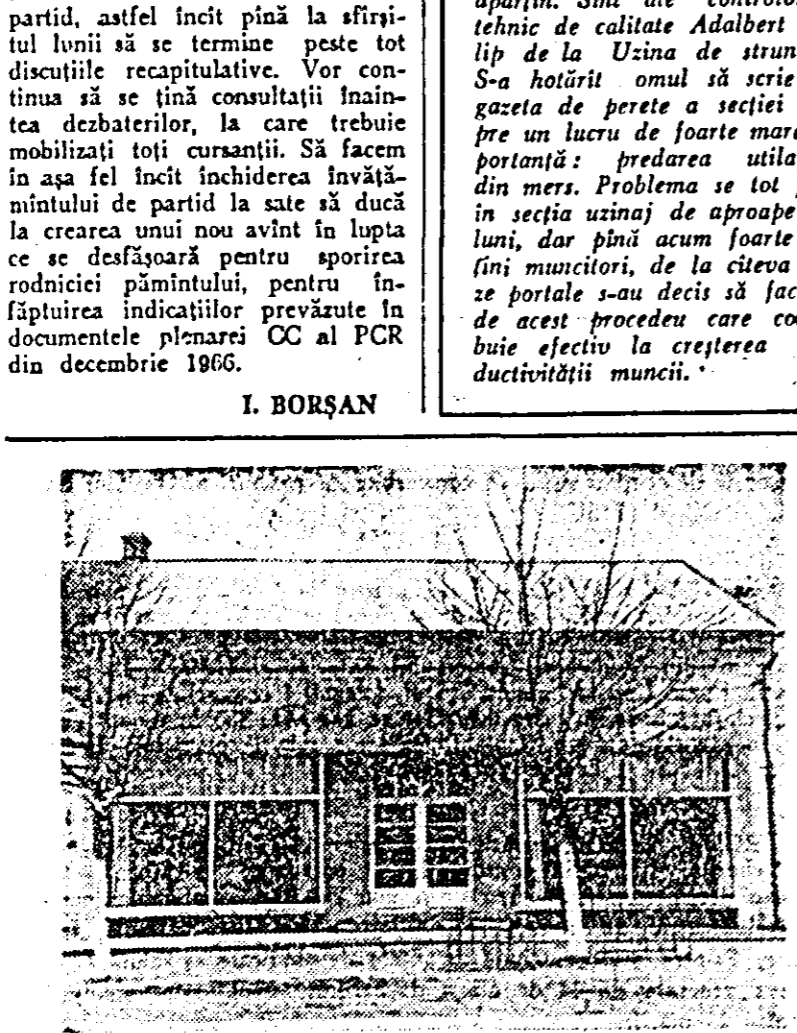 partid, astfel încît pînă la sfîrși-
tul lunii să se termine peste tot
discuțiile recapitulative. Vor con-
tinua să se țină consultații înain-
tea dezbaterilor, la care trebuie
mobilizați toți cursanții. Să facem
în așa fel încît închiderea învăță-
mîntului de partid la sate să ducă
la crearea unui nou avînt în lupta
ce se desfășoară pentru sporirea
rodniciei pămîntului, pentru în-
făptuirea indicațiilor prevăzute în
documentele plenarei CC al PCR
din decembrie 1966.
I. BORȘAN
aparțin. Sînt ale
tehnic de calitate Adalbert
lip de la Uzina de
S-a hotărît omul să scrie
gazeta de perete a secției
pre un lucru de foarte
portanță: predarea
din mers. Problema se tot
în secția uzinaj de aproape
luni, dar pînă acum foarte
țini muncitori, de la cîteva
ze portale s-au decis să
de acest procedeu care
buie efectiv la creșterea
ductivității muncii.